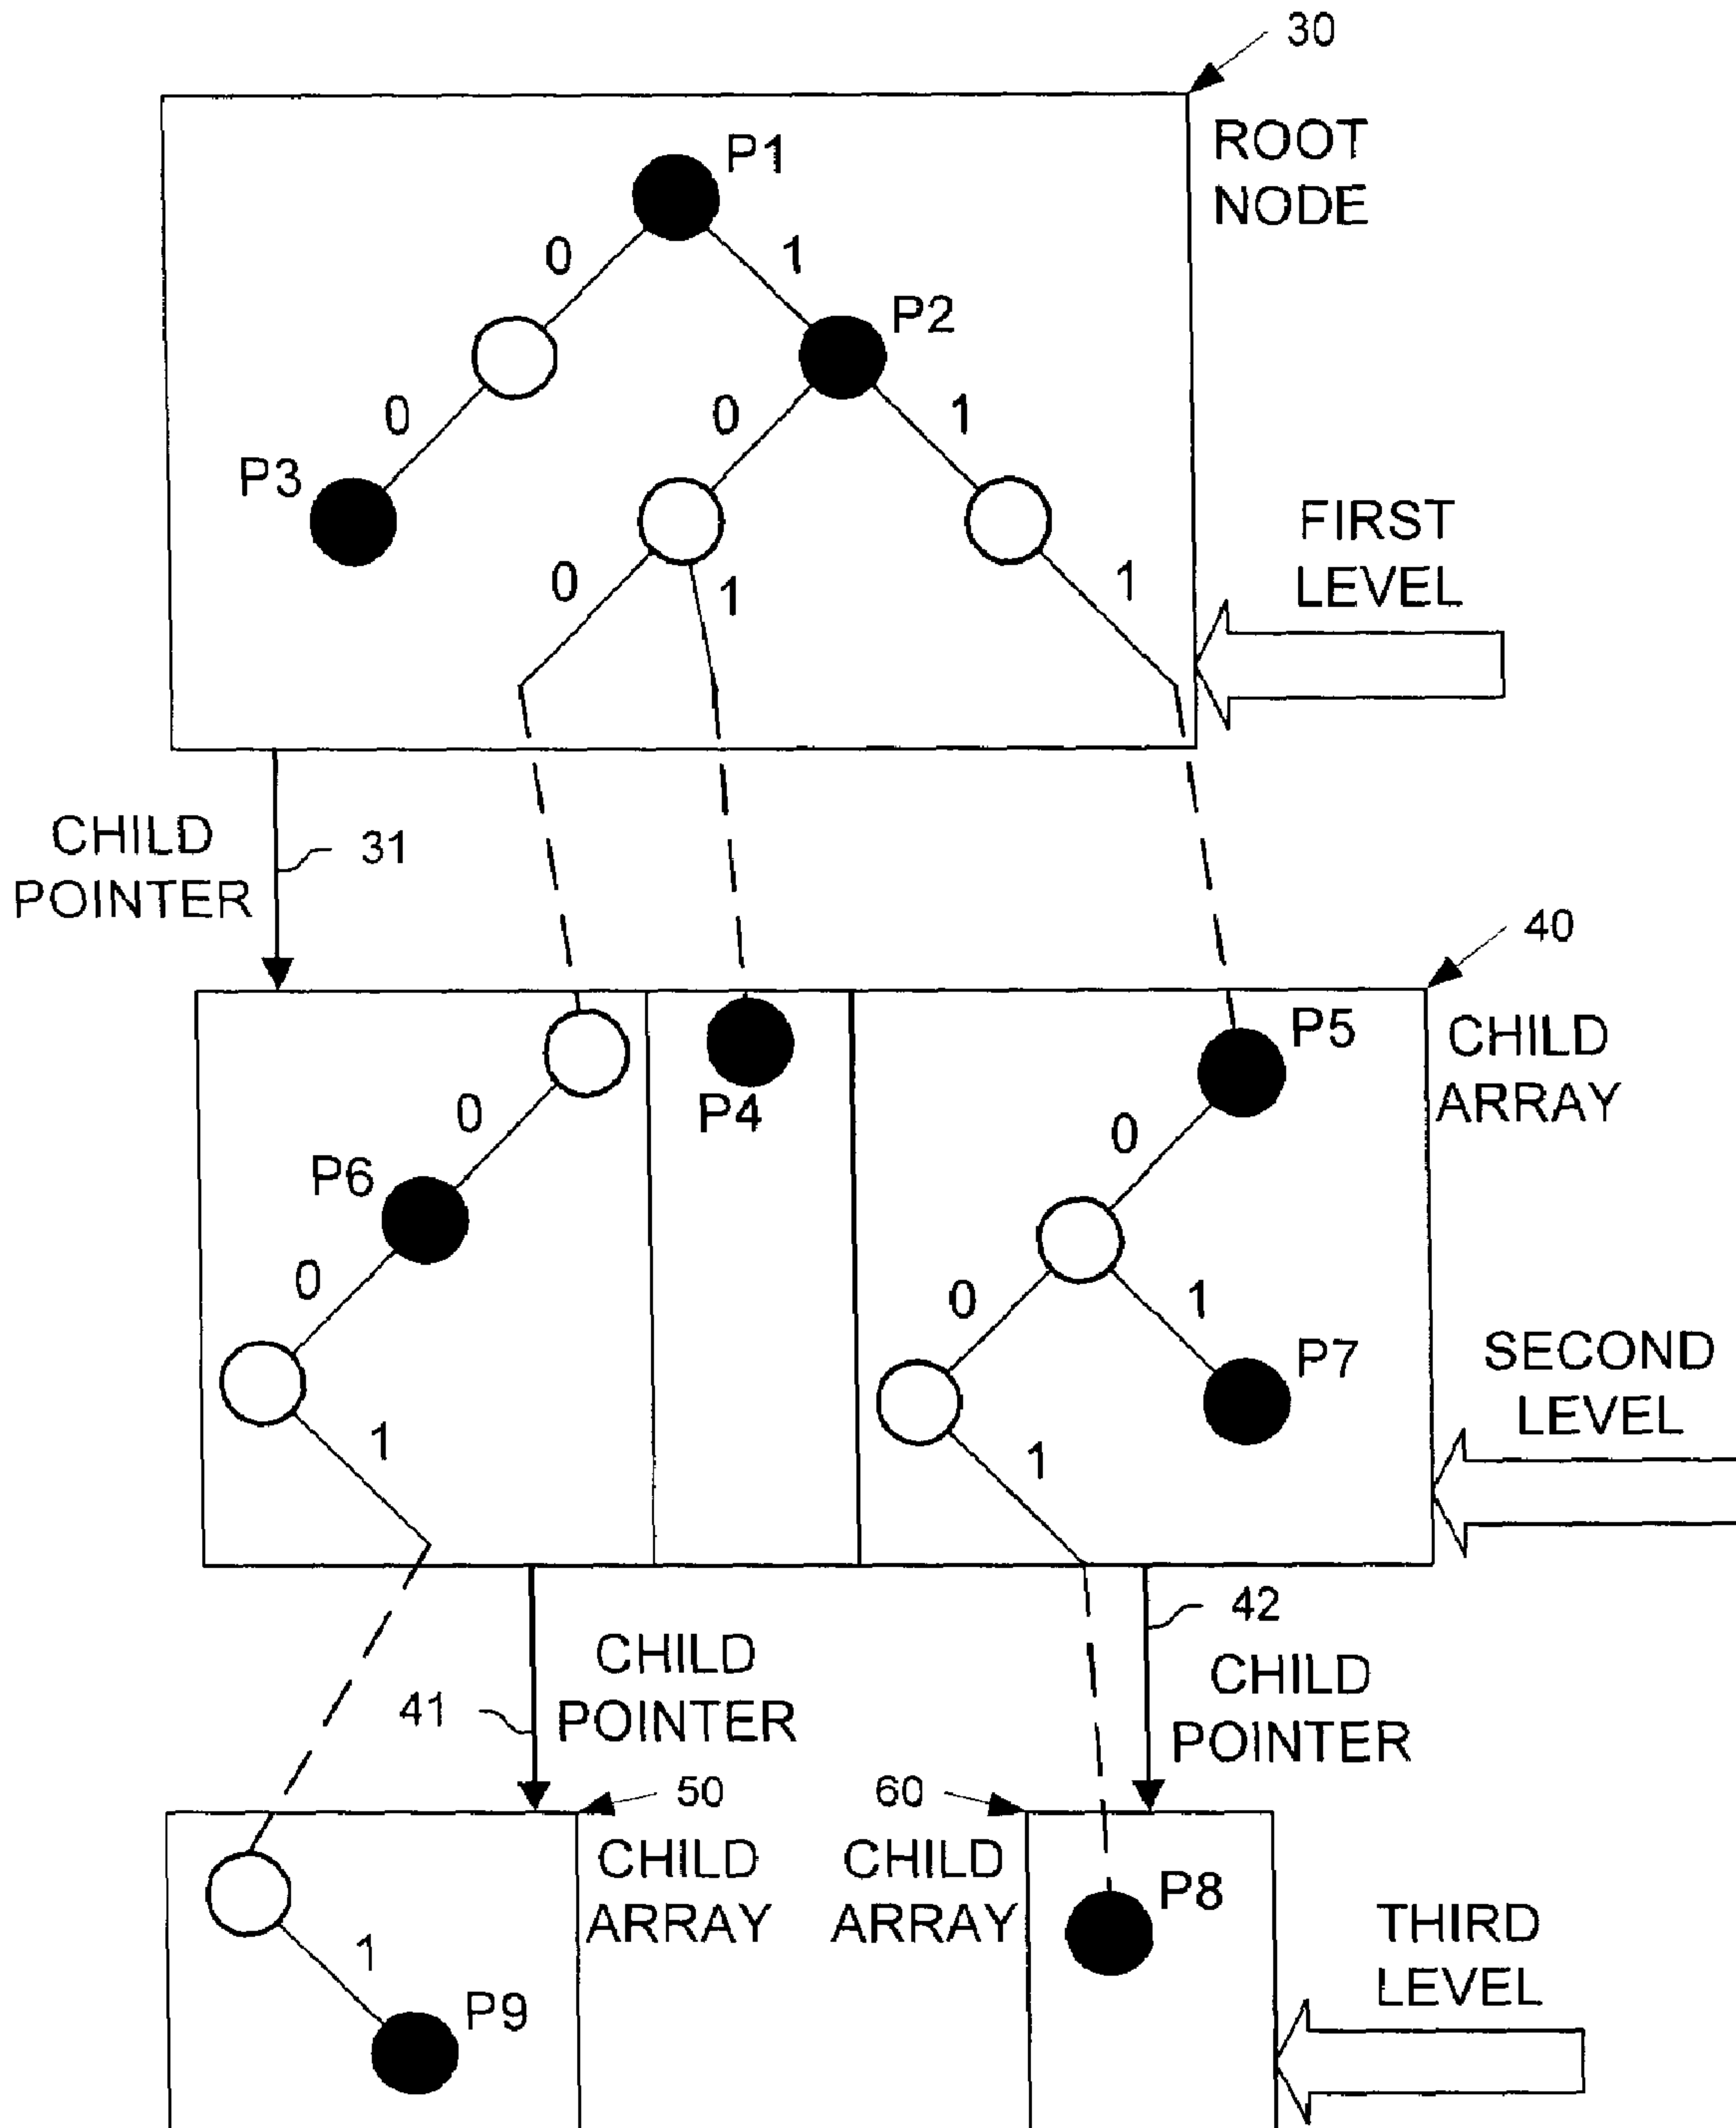 30
ROOT
NODE
P1
0
1
P2
0
0
1
P3
FIRST
LEVEL
0
1
1
CHILD
POINTER
31
40
P5
CHILD
ARRAY
P4
0
0
P6
0
0
1
P7
SECOND
LEVEL
1
1
42
CHILD
POINTER
CHILD
POINTER
41
50
60
CHILD
ARRAY
CHILD
ARRAY
P8
1
THIRD
LEVEL
P9